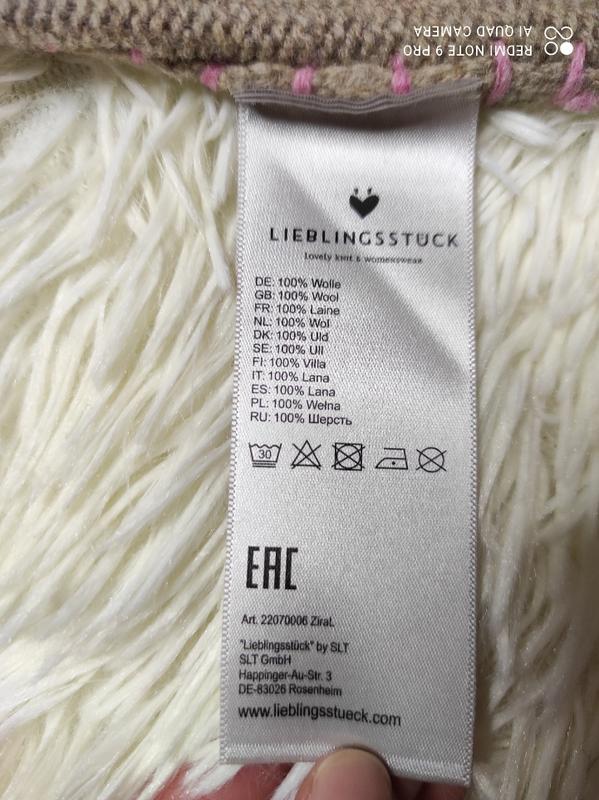 REDMI NOTE 9 PRO
AI QUAD CAMERA
LIEBLINGSSTÜCK
lovely knit & womenswear
DE: 100% Wolle
GB: 100% Wool
FR: 100% Laine
NL: 100% Wol
DK: 100% Uld
SE: 100% Ull
FI: 100% Villa
IT: 100% Lana
ES: 100% Lana
PL: 100% Wełna
RU: 100% Шерсть
30
EAC
Art. 22070006 ZiraL
"Lieblingsstück" by SLT
SLT GmbH
Happinger-Au-Str. 3
DE-83026 Rosenheim
www.lieblingsstueck.com